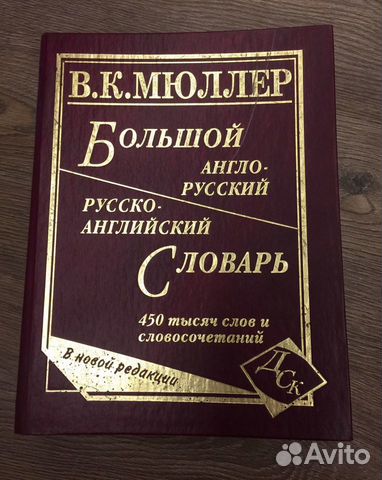 В.К.МЮЛЛЕР
БОЛЬШОЙ
АНГЛО-
РУССКИЙ
РУССКО-
АНГЛИЙСКИЙ
СЛОВАРЬ
450 тысяч слов и
словосочетаний
В новой редакции
ДСК
Avito